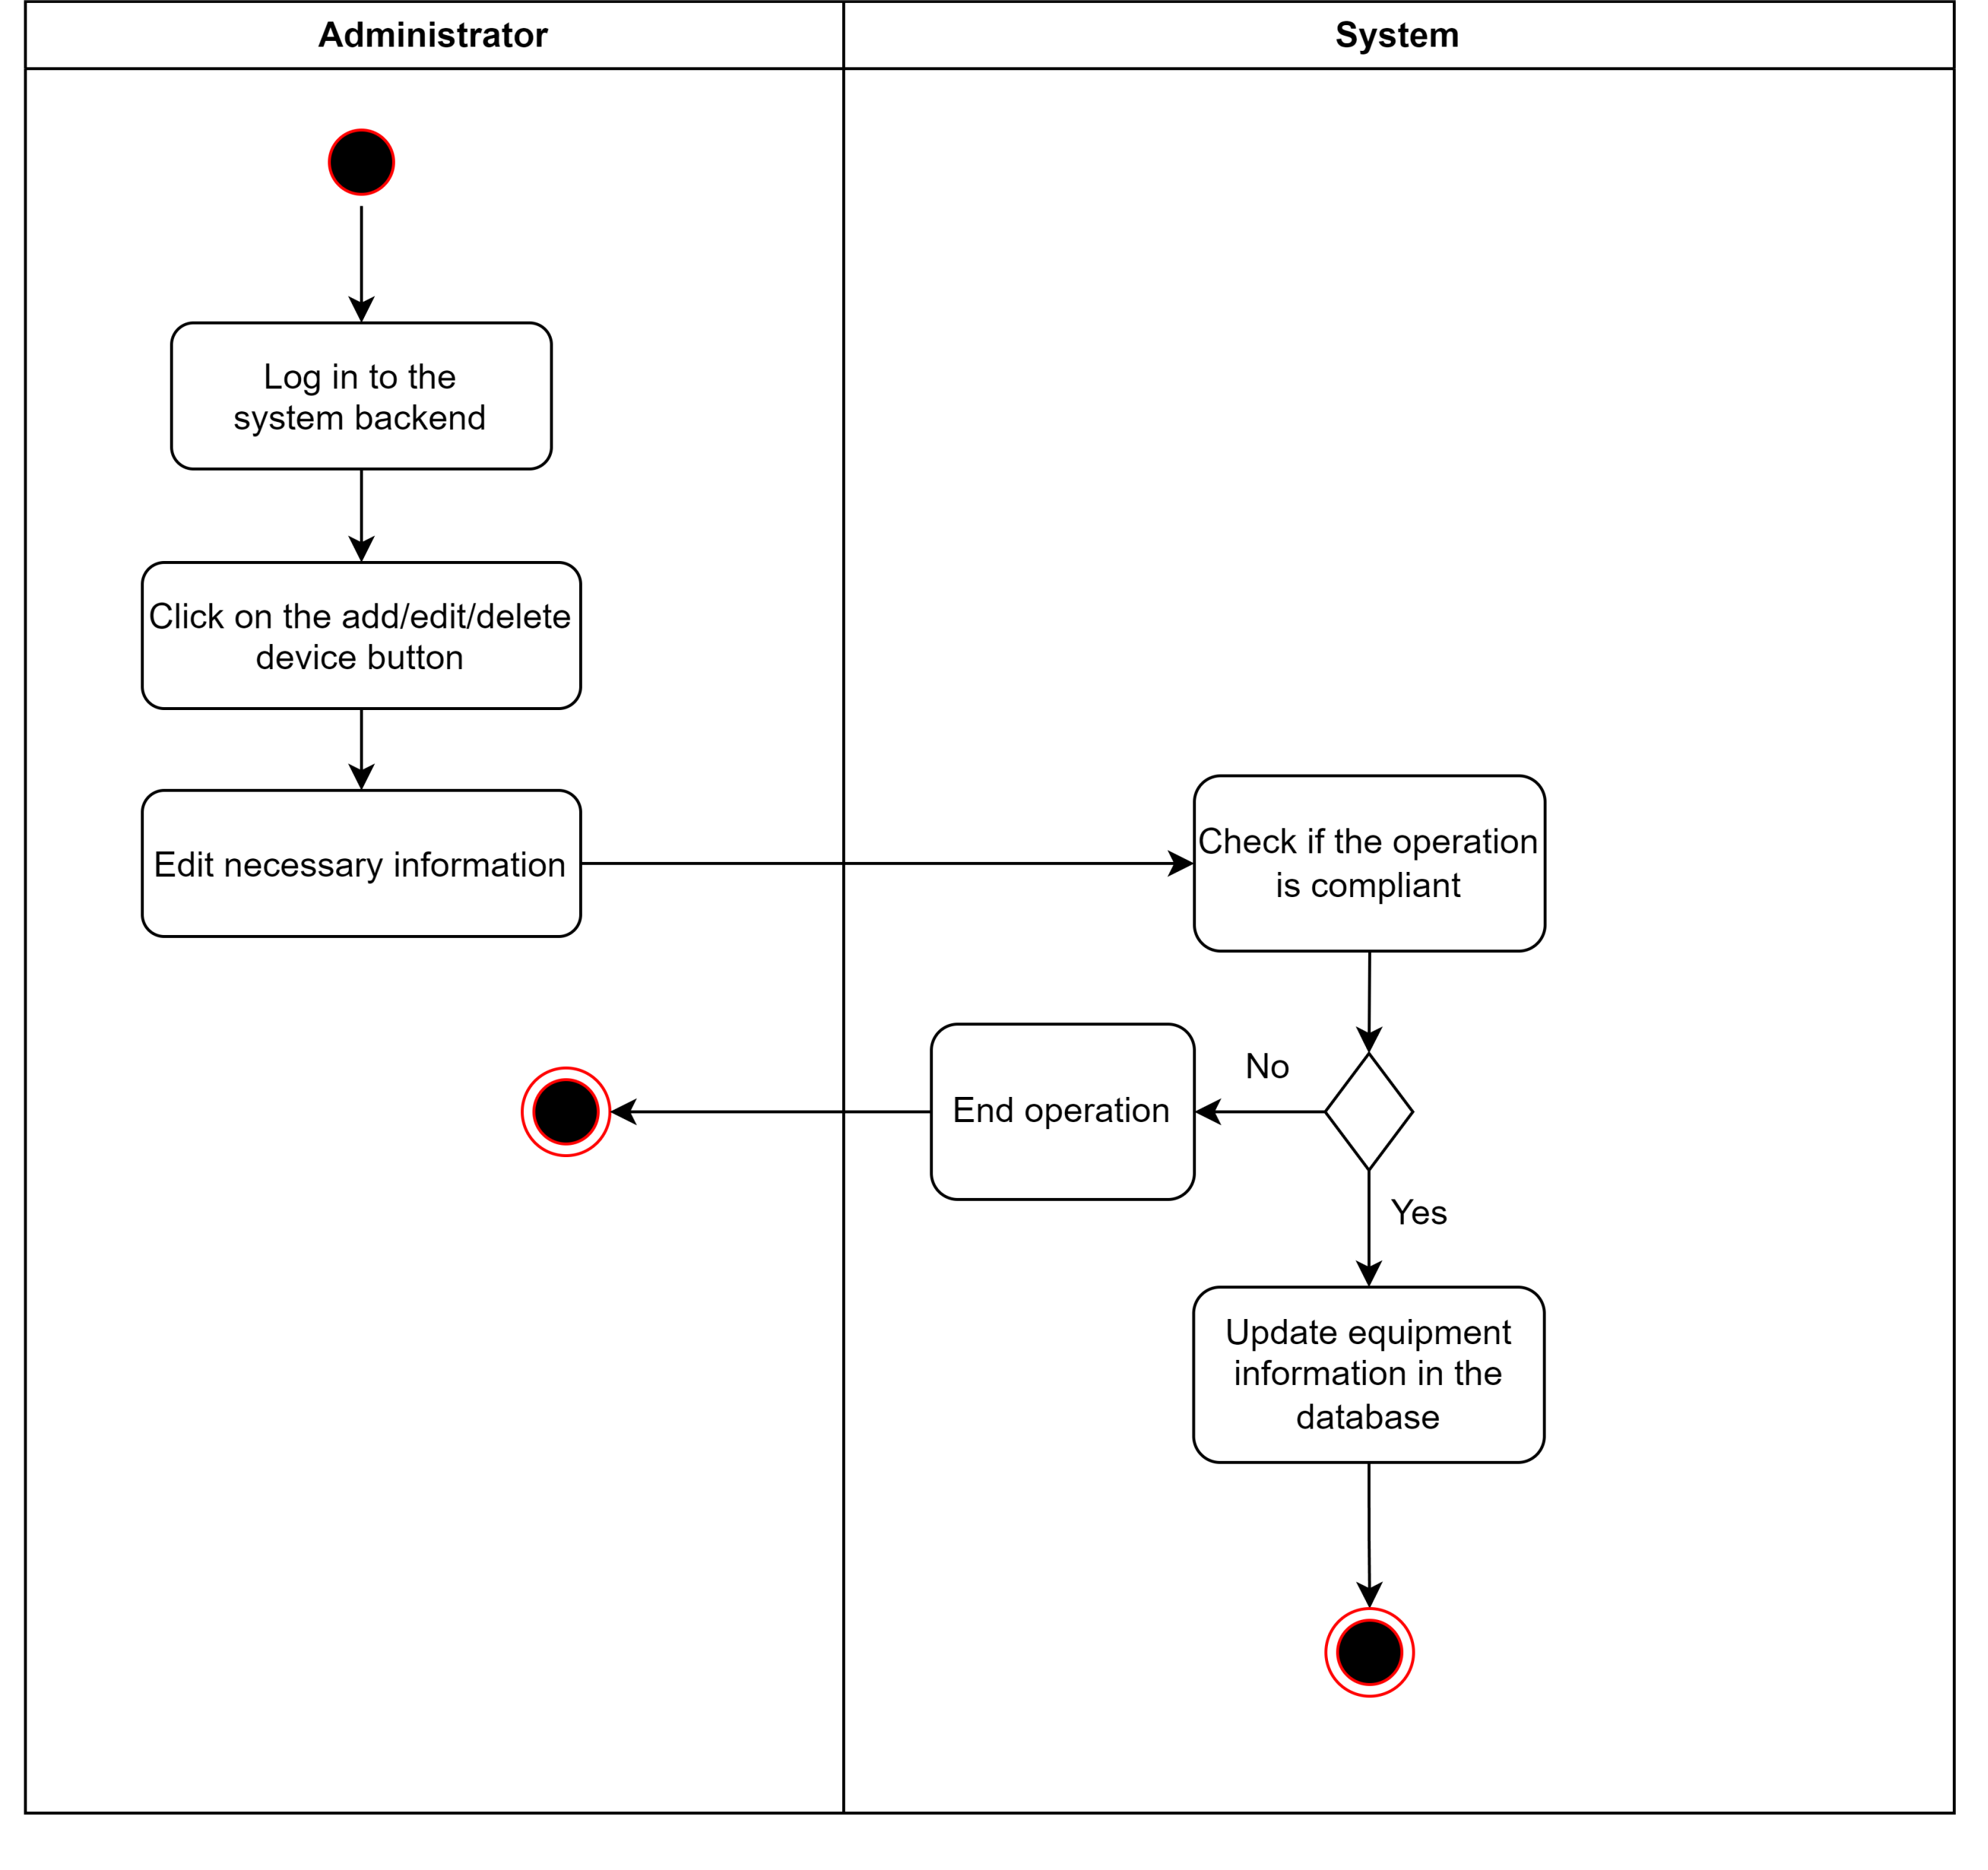 Administrator
System
Log in to the
system backend
Click on the add/edit/delete
device button
Edit necessary information
Check if the operation
is compliant
No
End operation
Yes
Update equipment
information in the
database